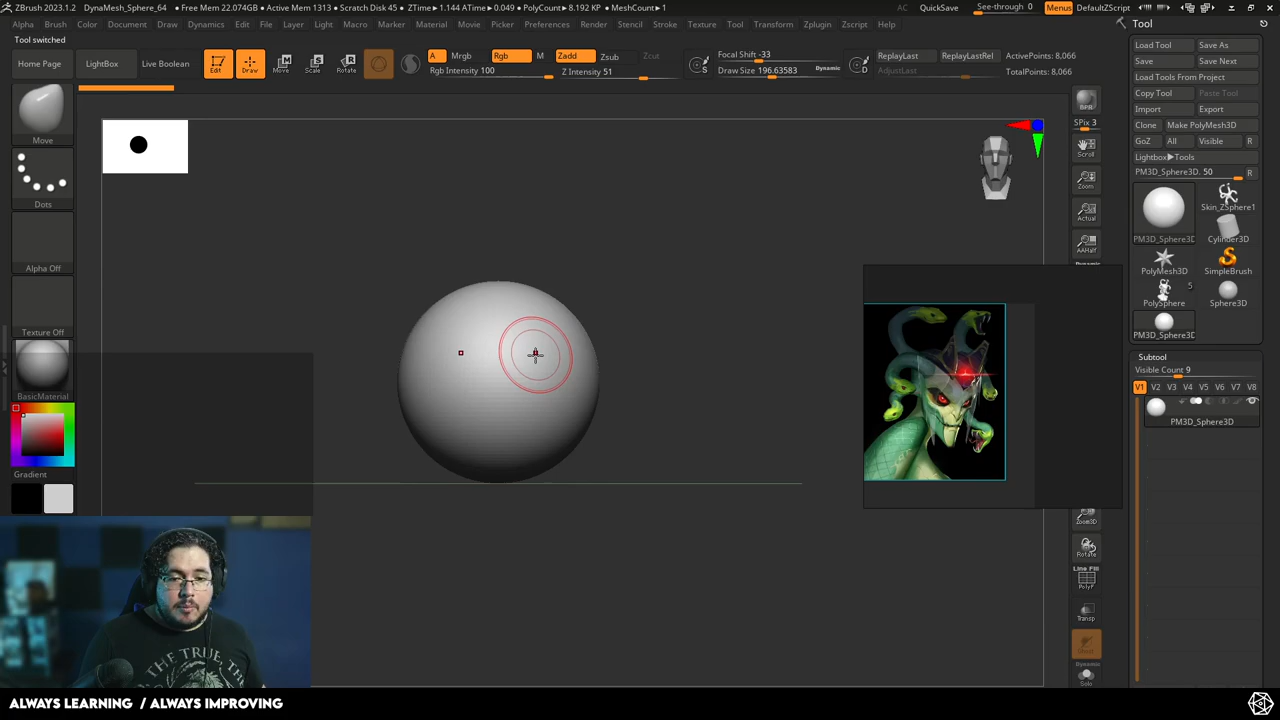 ZBrush 2023.1.2 DynaMesh_Sphere_64 • Free Mem 22.074GB • Active Mem 1313 • Scratch Disk 45 • ZTime▸1.144 ATime▸0.049 • PolyCount▸8.192 KP • MeshCount▸1
AC QuickSave See-through 0 Menus DefaultZScript
Alpha Brush Color Document Draw Dynamics Edit File Layer Light Macro Marker Material Movie Picker Preferences Render Stencil Stroke Texture Tool Transform Zplugin Zscript Help
Tool
Tool switched
Load Tool Save As
Save Save Next
Load Tools From Project
Copy Tool Paste Tool
Import Export
Clone Make PolyMesh3D
GoZ All Visible R
Lightbox▶Tools
PM3D_Sphere3D. 50 R
Home Page LightBox Live Boolean
Edit Draw Move Scale Rotate
A Mrgb Rgb M Zadd Zsub Zcut
Rgb Intensity 100 Z Intensity 51
Focal Shift -33
Draw Size 196.63583 Dynamic
S D
ReplayLast ReplayLastRel
AdjustLast
ActivePoints: 8,066
TotalPoints: 8,066
Move
Dots
Alpha Off
Texture Off
BasicMaterial
Gradient
BPR
SPix 3
Scroll
Zoom
Actual
AAHalf
Dynamic
Zoom3D
Rotate
Line Fill
PolyF
Transp
Dynamic
Solo
Skin_ZSphere1
PM3D_Sphere3D Cylinder3D
PolyMesh3D SimpleBrush
5
PolySphere Sphere3D
PM3D_Sphere3D
Subtool
Visible Count 9
V1 V2 V3 V4 V5 V6 V7 V8
PM3D_Sphere3D
THE TRUE, TH
ALWAYS LEARNING / ALWAYS IMPROVING